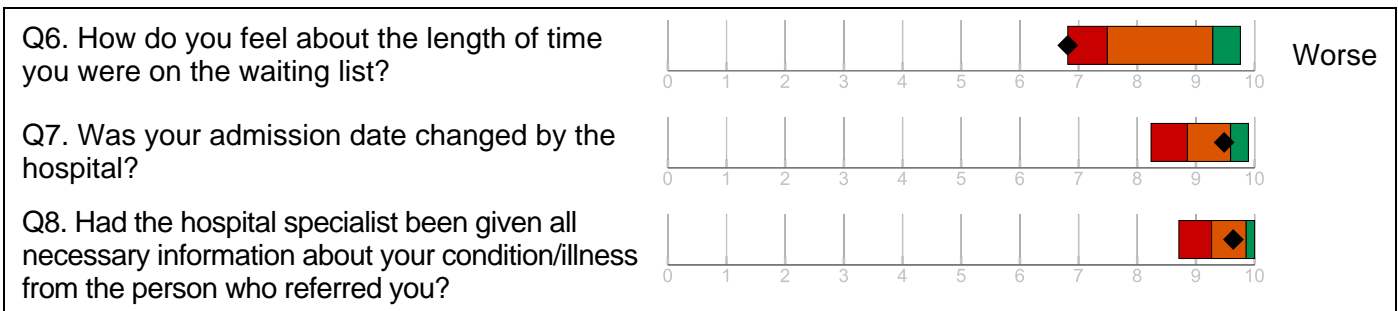 Q6. How do you feel about the length of time
you were on the waiting list?
0 1 2 3 4 5 6 7 8 9 10
Worse
Q7. Was your admission date changed by the
hospital?
0 1 2 3 4 5 6 7 8 9 10
Q8. Had the hospital specialist been given all
necessary information about your condition/illness
from the person who referred you?
0 1 2 3 4 5 6 7 8 9 10